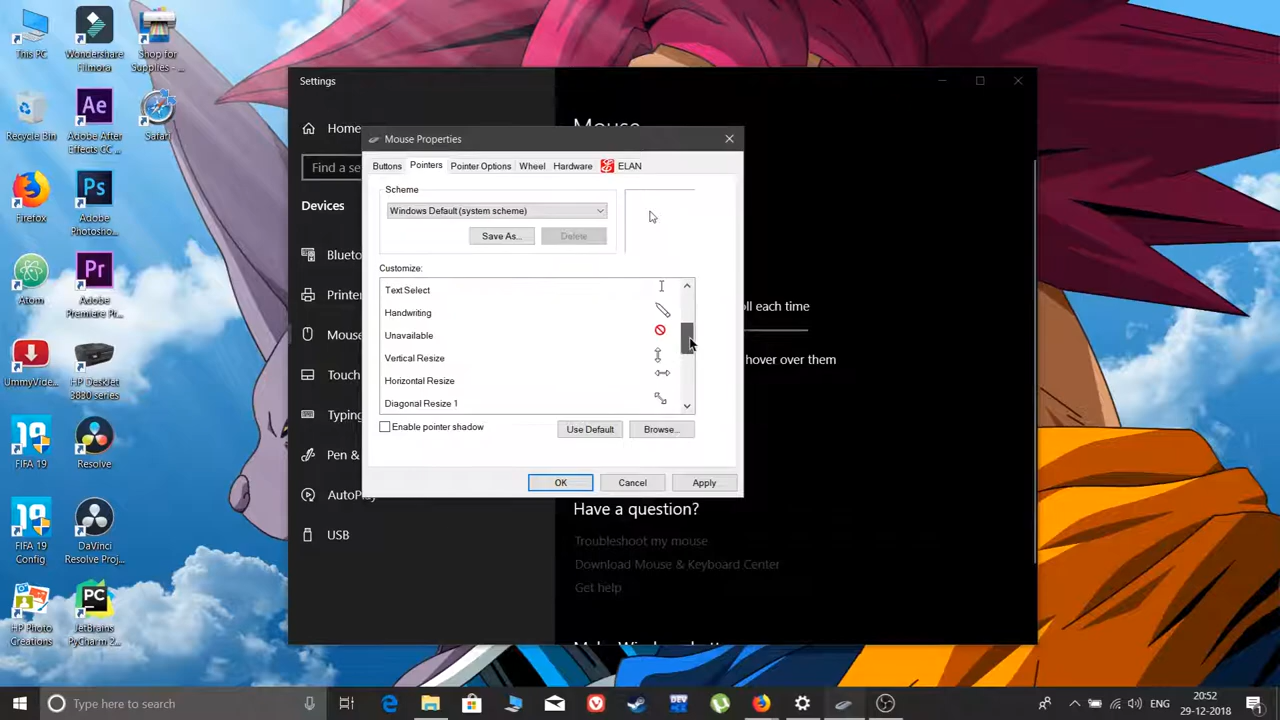 This PC
Wondershare
Filmora
Shop for
Supplies - ...
Recycle Bin
Adobe After
Effects CC ...
Safari
Firefox
Adobe
Photosho...
Atom
Adobe
Premiere Pr...
UmmyVide...
HP DeskJet
3830 series
FIFA 19
Resolve
FIFA 19
Config
DaVinci
Resolve Proj...
HP Photo
Creations
JetBrains
PyCharm 2...
Settings
Home
Find a se
Devices
Blueto
Printer
Mouse
Touch
Typing
Pen &
AutoPlay
USB
Mouse
oll each time
hover over them
Have a question?
Troubleshoot my mouse
Download Mouse & Keyboard Center
Get help
Mouse Properties
Buttons Pointers Pointer Options Wheel Hardware ELAN
Scheme
Windows Default (system scheme)
Save As... Delete
Customize:
Text Select
Handwriting
Unavailable
Vertical Resize
Horizontal Resize
Diagonal Resize 1
Enable pointer shadow
Use Default Browse...
OK Cancel Apply
Type here to search
DEV
ENG
20:52
29-12-2018